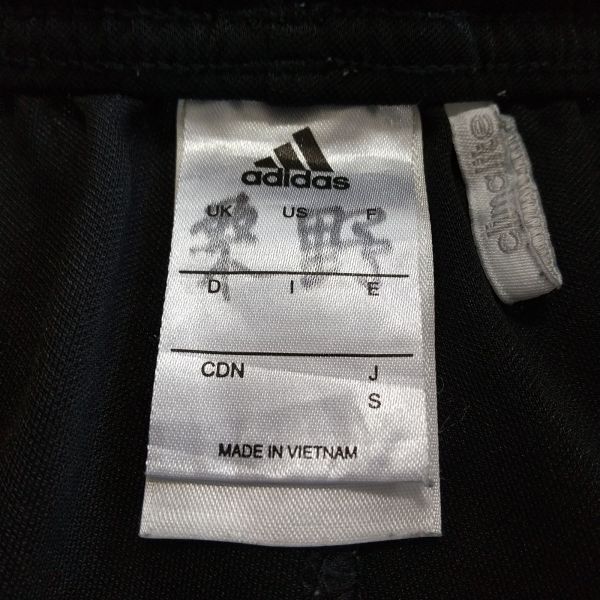 adidas
UK US F
D I E
CDN J
S
MADE IN VIETNAM
climalite